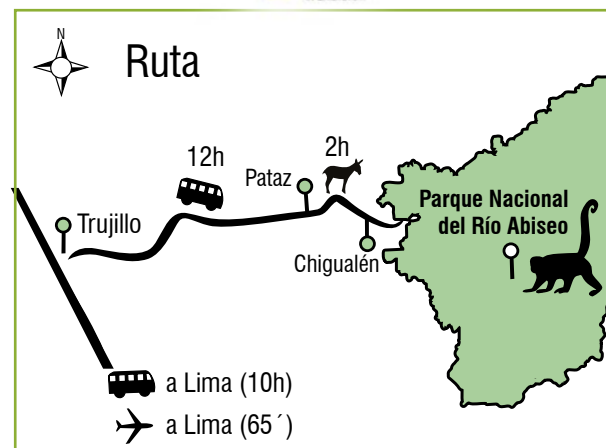 N
Ruta
12h
2h
Pataz
Trujillo
Chigualén
Parque Nacional
del Río Abiseo
a Lima (10h)
a Lima (65´)